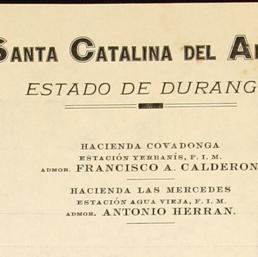 SANTA CATALINA DEL
ESTADO DE DURANG
HACIENDA COVADONGA
ESTACIÓN YERBANÍS, F. I. M.
ADMOR. FRANCISCO A. CALDERON
HACIENDA LAS MERCEDES
ESTACIÓN AGUA VIEJA, F. I. M.
ADMOR. ANTONIO HERRAN.